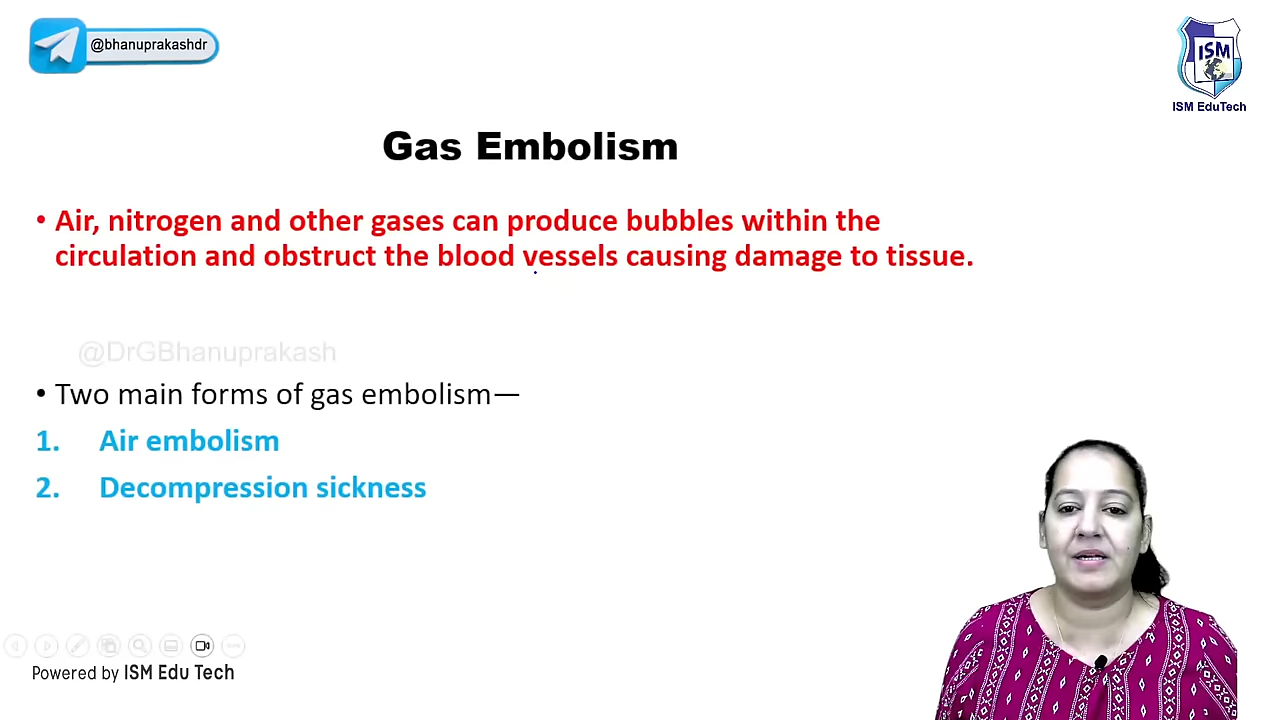 @bhanuprakashdr
ISM
ISM EduTech
Gas Embolism
• Air, nitrogen and other gases can produce bubbles within the
circulation and obstruct the blood vessels causing damage to tissue.
@DrGBhanuprakash
• Two main forms of gas embolism—
1. Air embolism
2. Decompression sickness
Powered by ISM Edu Tech